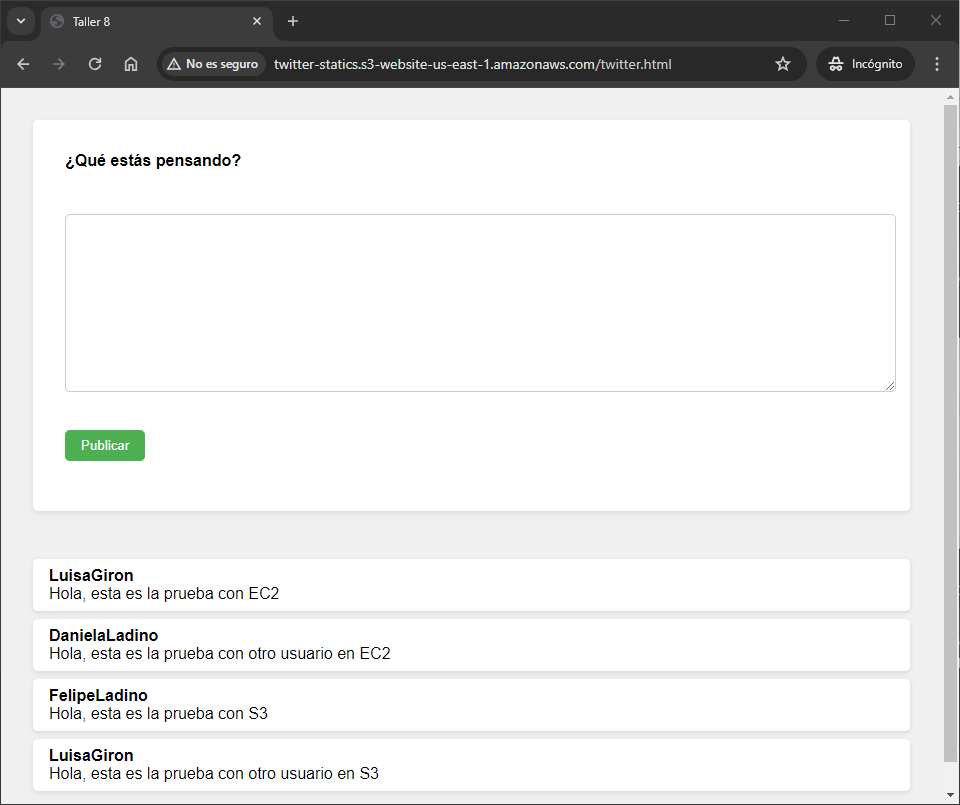 Taller 8
No es seguro
twitter-statics.s3-website-us-east-1.amazonaws.com/twitter.html
Incógnito
¿Qué estás pensando?
Publicar
LuisaGiron
Hola, esta es la prueba con EC2
DanielaLadino
Hola, esta es la prueba con otro usuario en EC2
FelipeLadino
Hola, esta es la prueba con S3
LuisaGiron
Hola, esta es la prueba con otro usuario en S3